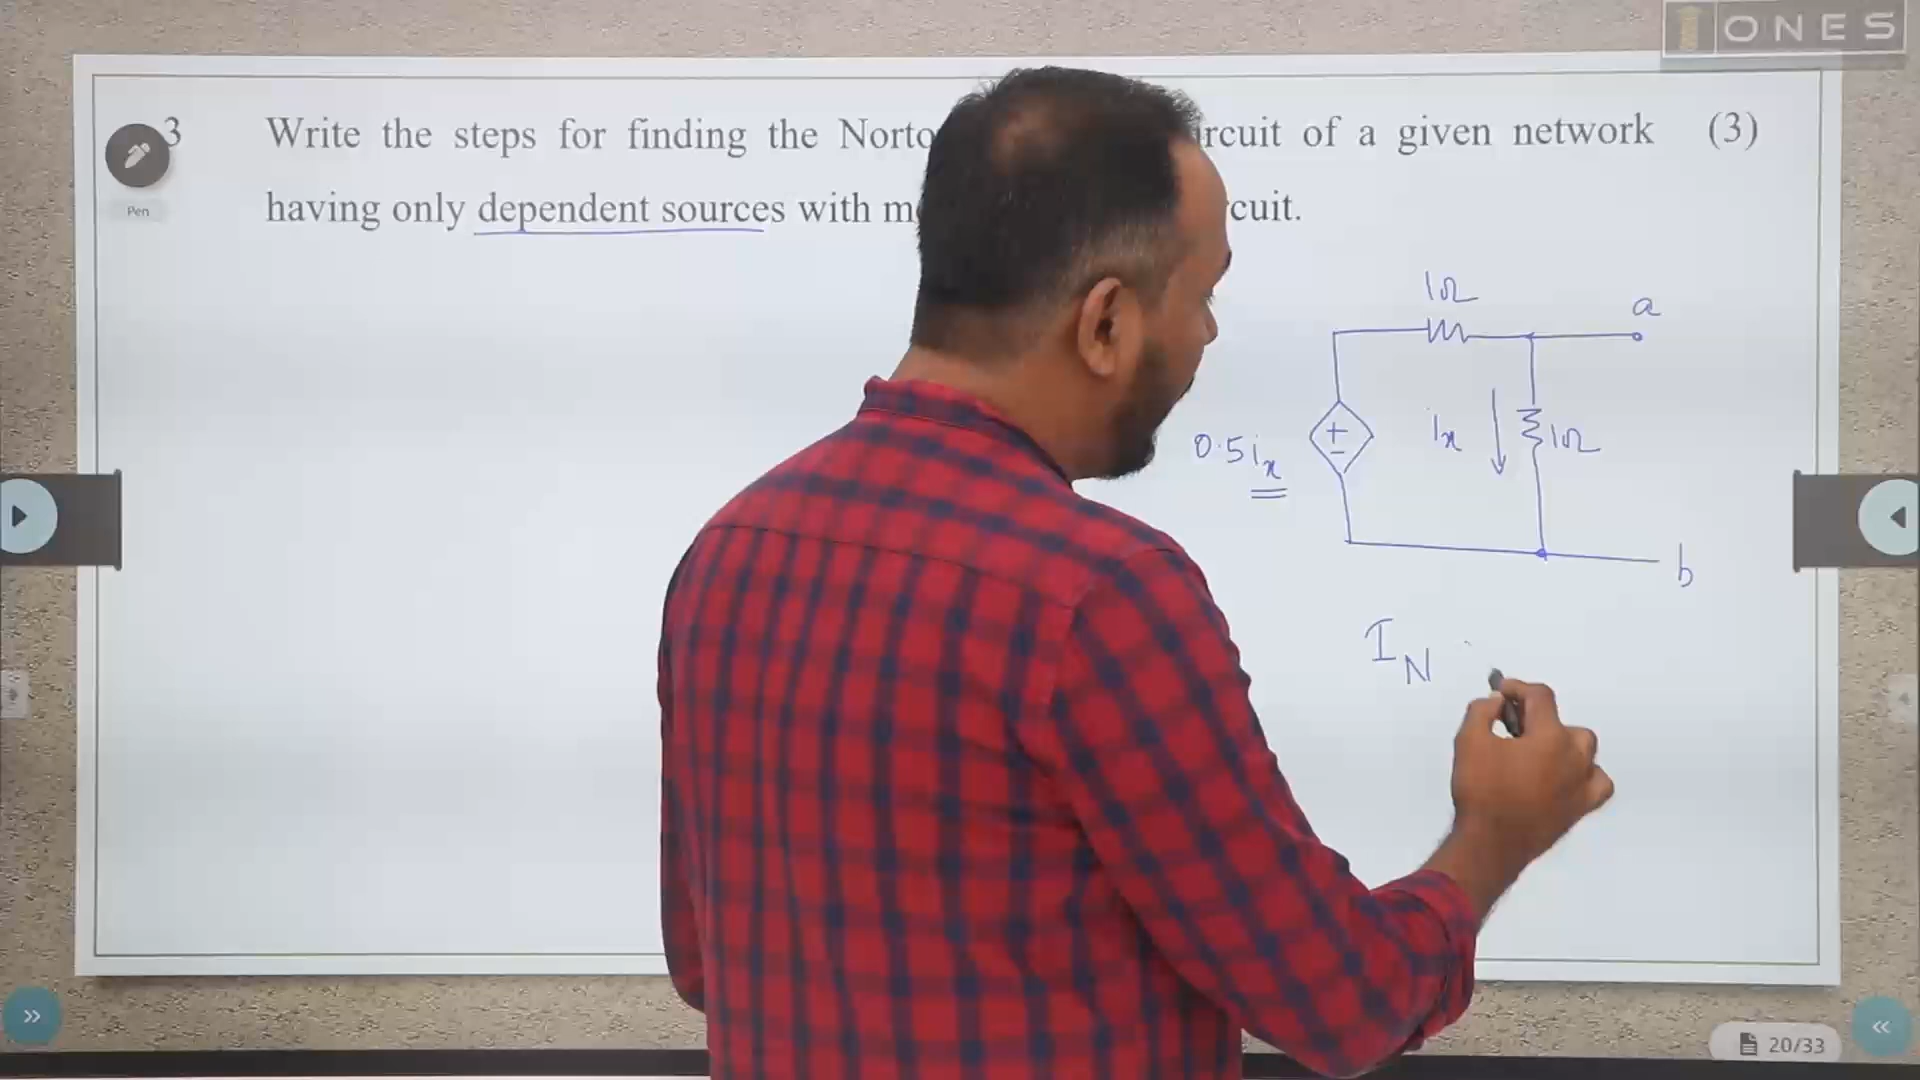 ONES
3 Write the steps for finding the Norto rcuit of a given network (3)
having only dependent sources with m cuit.
Pen
1Ω
a
0.5ix
+
-
ix
1Ω
b
IN
20/33